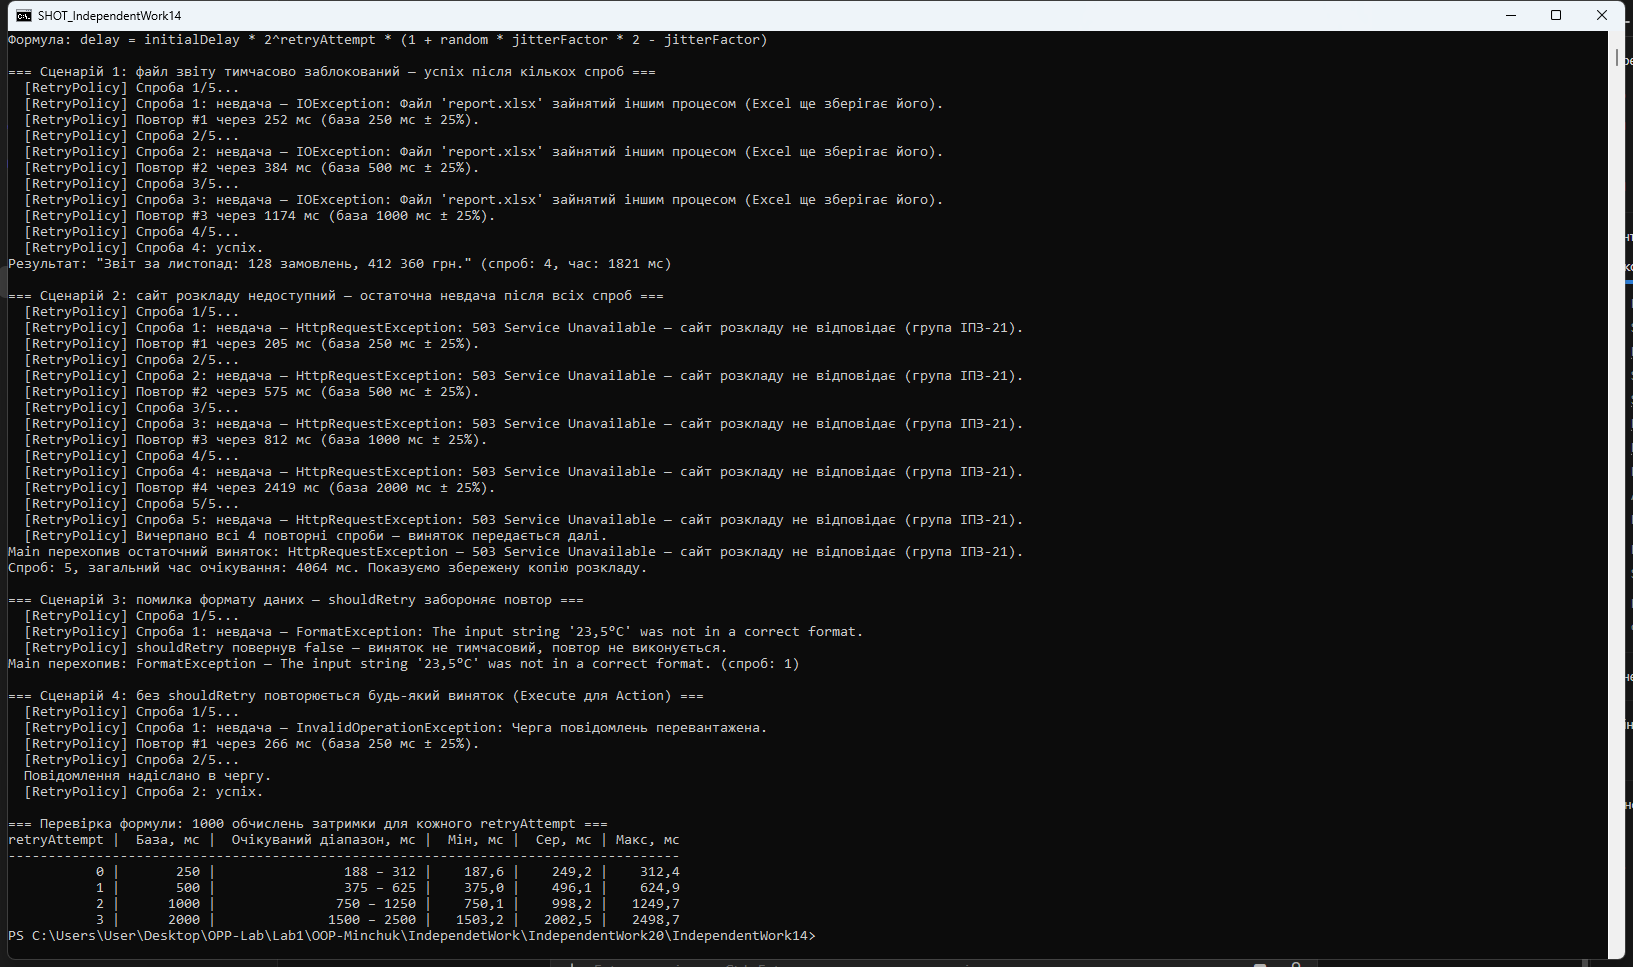 SHOT_IndependentWork14
Формула: delay = initialDelay * 2^retryAttempt * (1 + random * jitterFactor * 2 - jitterFactor)
=== Сценарій 1: файл звіту тимчасово заблокований — успіх після кількох спроб ===
[RetryPolicy] Спроба 1/5...
[RetryPolicy] Спроба 1: невдача — IOException: Файл 'report.xlsx' зайнятий іншим процесом (Excel ще зберігає його).
[RetryPolicy] Повтор #1 через 252 мс (база 250 мс ± 25%).
[RetryPolicy] Спроба 2/5...
[RetryPolicy] Спроба 2: невдача — IOException: Файл 'report.xlsx' зайнятий іншим процесом (Excel ще зберігає його).
[RetryPolicy] Повтор #2 через 384 мс (база 500 мс ± 25%).
[RetryPolicy] Спроба 3/5...
[RetryPolicy] Спроба 3: невдача — IOException: Файл 'report.xlsx' зайнятий іншим процесом (Excel ще зберігає його).
[RetryPolicy] Повтор #3 через 1174 мс (база 1000 мс ± 25%).
[RetryPolicy] Спроба 4/5...
[RetryPolicy] Спроба 4: успіх.
Результат: "Звіт за листопад: 128 замовлень, 412 360 грн." (спроб: 4, час: 1821 мс)
=== Сценарій 2: сайт розкладу недоступний — остаточна невдача після всіх спроб ===
[RetryPolicy] Спроба 1/5...
[RetryPolicy] Спроба 1: невдача — HttpRequestException: 503 Service Unavailable — сайт розкладу не відповідає (група ІПЗ-21).
[RetryPolicy] Повтор #1 через 205 мс (база 250 мс ± 25%).
[RetryPolicy] Спроба 2/5...
[RetryPolicy] Спроба 2: невдача — HttpRequestException: 503 Service Unavailable — сайт розкладу не відповідає (група ІПЗ-21).
[RetryPolicy] Повтор #2 через 575 мс (база 500 мс ± 25%).
[RetryPolicy] Спроба 3/5...
[RetryPolicy] Спроба 3: невдача — HttpRequestException: 503 Service Unavailable — сайт розкладу не відповідає (група ІПЗ-21).
[RetryPolicy] Повтор #3 через 812 мс (база 1000 мс ± 25%).
[RetryPolicy] Спроба 4/5...
[RetryPolicy] Спроба 4: невдача — HttpRequestException: 503 Service Unavailable — сайт розкладу не відповідає (група ІПЗ-21).
[RetryPolicy] Повтор #4 через 2419 мс (база 2000 мс ± 25%).
[RetryPolicy] Спроба 5/5...
[RetryPolicy] Спроба 5: невдача — HttpRequestException: 503 Service Unavailable — сайт розкладу не відповідає (група ІПЗ-21).
[RetryPolicy] Вичерпано всі 4 повторні спроби — виняток передається далі.
Main перехопив остаточний виняток: HttpRequestException — 503 Service Unavailable — сайт розкладу не відповідає (група ІПЗ-21).
Спроб: 5, загальний час очікування: 4064 мс. Показуємо збережену копію розкладу.
=== Сценарій 3: помилка формату даних — shouldRetry забороняє повтор ===
[RetryPolicy] Спроба 1/5...
[RetryPolicy] Спроба 1: невдача — FormatException: The input string '23,5°C' was not in a correct format.
[RetryPolicy] shouldRetry повернув false — виняток не тимчасовий, повтор не виконується.
Main перехопив: FormatException — The input string '23,5°C' was not in a correct format. (спроб: 1)
=== Сценарій 4: без shouldRetry повторюється будь-який виняток (Execute для Action) ===
[RetryPolicy] Спроба 1/5...
[RetryPolicy] Спроба 1: невдача — InvalidOperationException: Черга повідомлень перевантажена.
[RetryPolicy] Повтор #1 через 266 мс (база 250 мс ± 25%).
[RetryPolicy] Спроба 2/5...
Повідомлення надіслано в чергу.
[RetryPolicy] Спроба 2: успіх.
=== Перевірка формули: 1000 обчислень затримки для кожного retryAttempt ===
retryAttempt | База, мс | Очікуваний діапазон, мс | Мін, мс | Сер, мс | Макс, мс
------------------------------------------------------------------------------------
0 | 250 | 188 – 312 | 187,6 | 249,2 | 312,4
1 | 500 | 375 – 625 | 375,0 | 496,1 | 624,9
2 | 1000 | 750 – 1250 | 750,1 | 998,2 | 1249,7
3 | 2000 | 1500 – 2500 | 1503,2 | 2002,5 | 2498,7
PS C:\Users\User\Desktop\OPP-Lab\Lab1\OOP-Minchuk\IndependetWork\IndependentWork20\IndependentWork14>